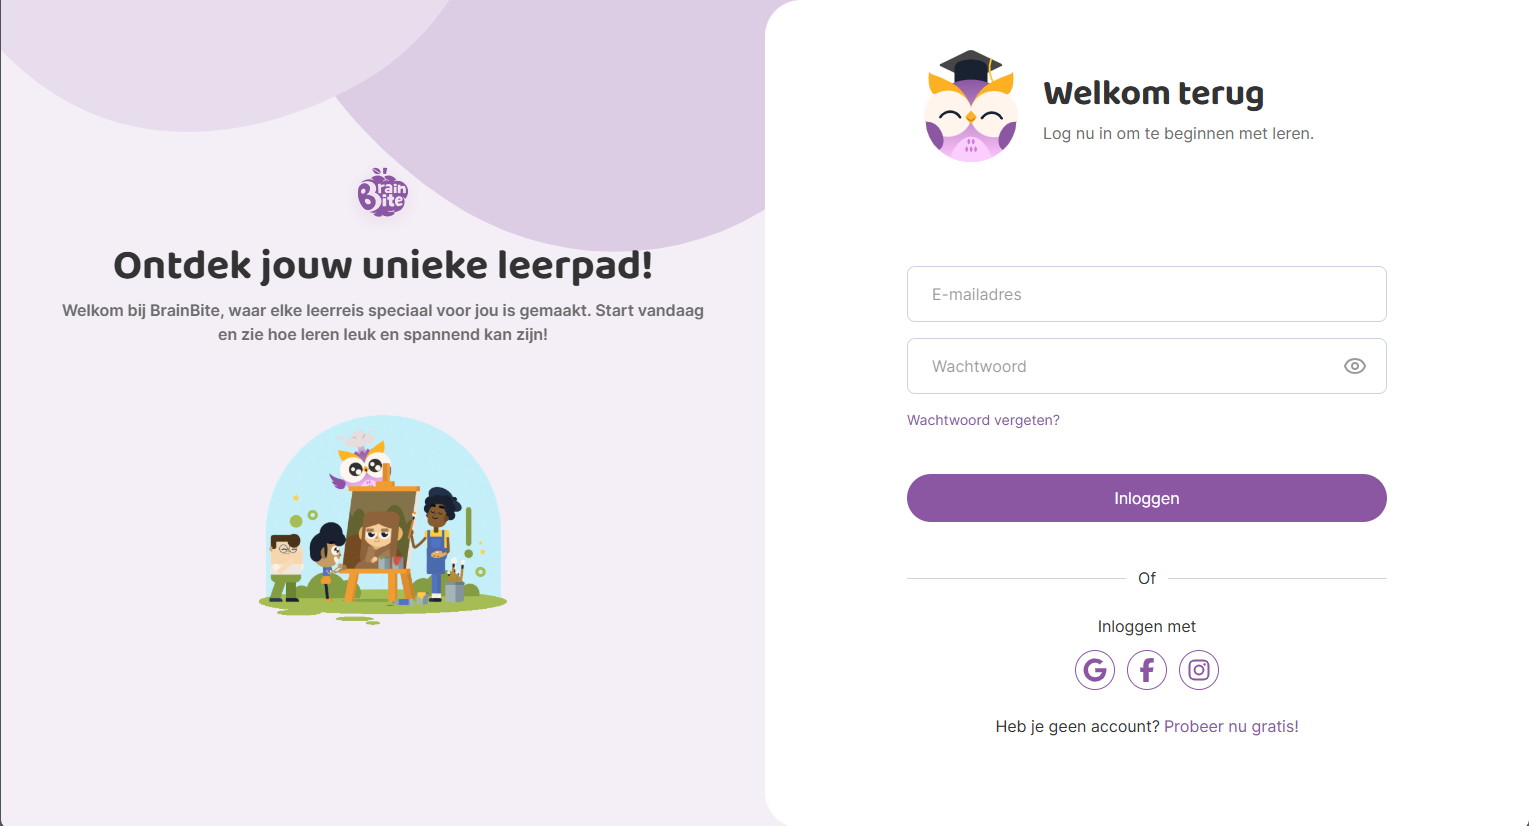 Brain
Bite
Ontdek jouw unieke leerpad!
Welkom bij BrainBite, waar elke leerreis speciaal voor jou is gemaakt. Start vandaag
en zie hoe leren leuk en spannend kan zijn!
Welkom terug
Log nu in om te beginnen met leren.
E-mailadres
Wachtwoord
Wachtwoord vergeten?
Inloggen
Of
Inloggen met
Heb je geen account? Probeer nu gratis!